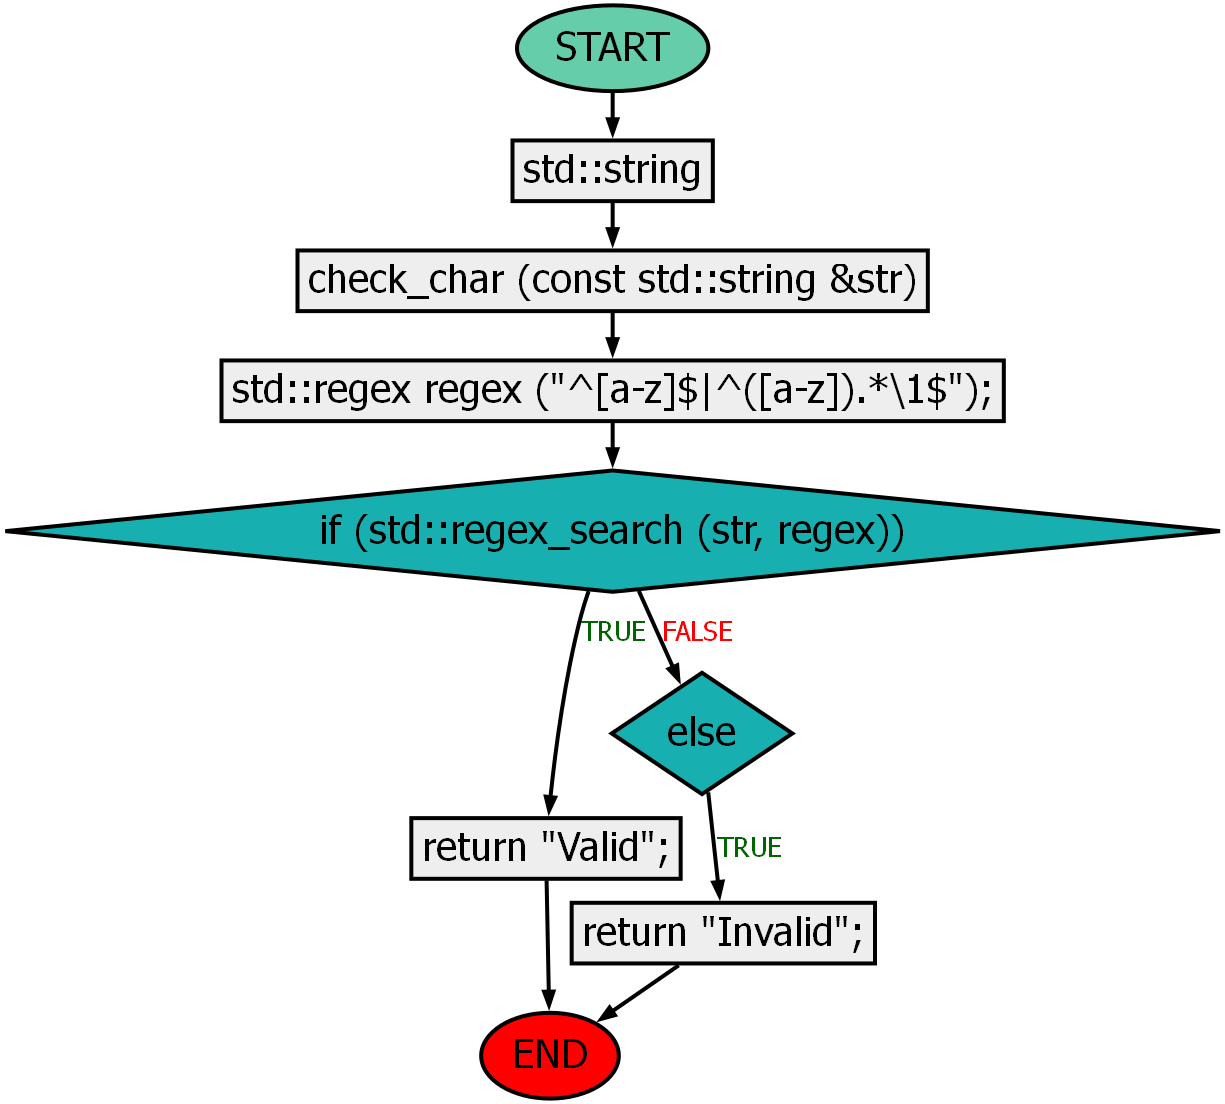 START
std::string
check_char (const std::string &str)
std::regex regex ("^[a-z]$|^([a-z]).*\1$");
if (std::regex_search (str, regex))
TRUE
FALSE
else
return "Valid";
TRUE
return "Invalid";
END